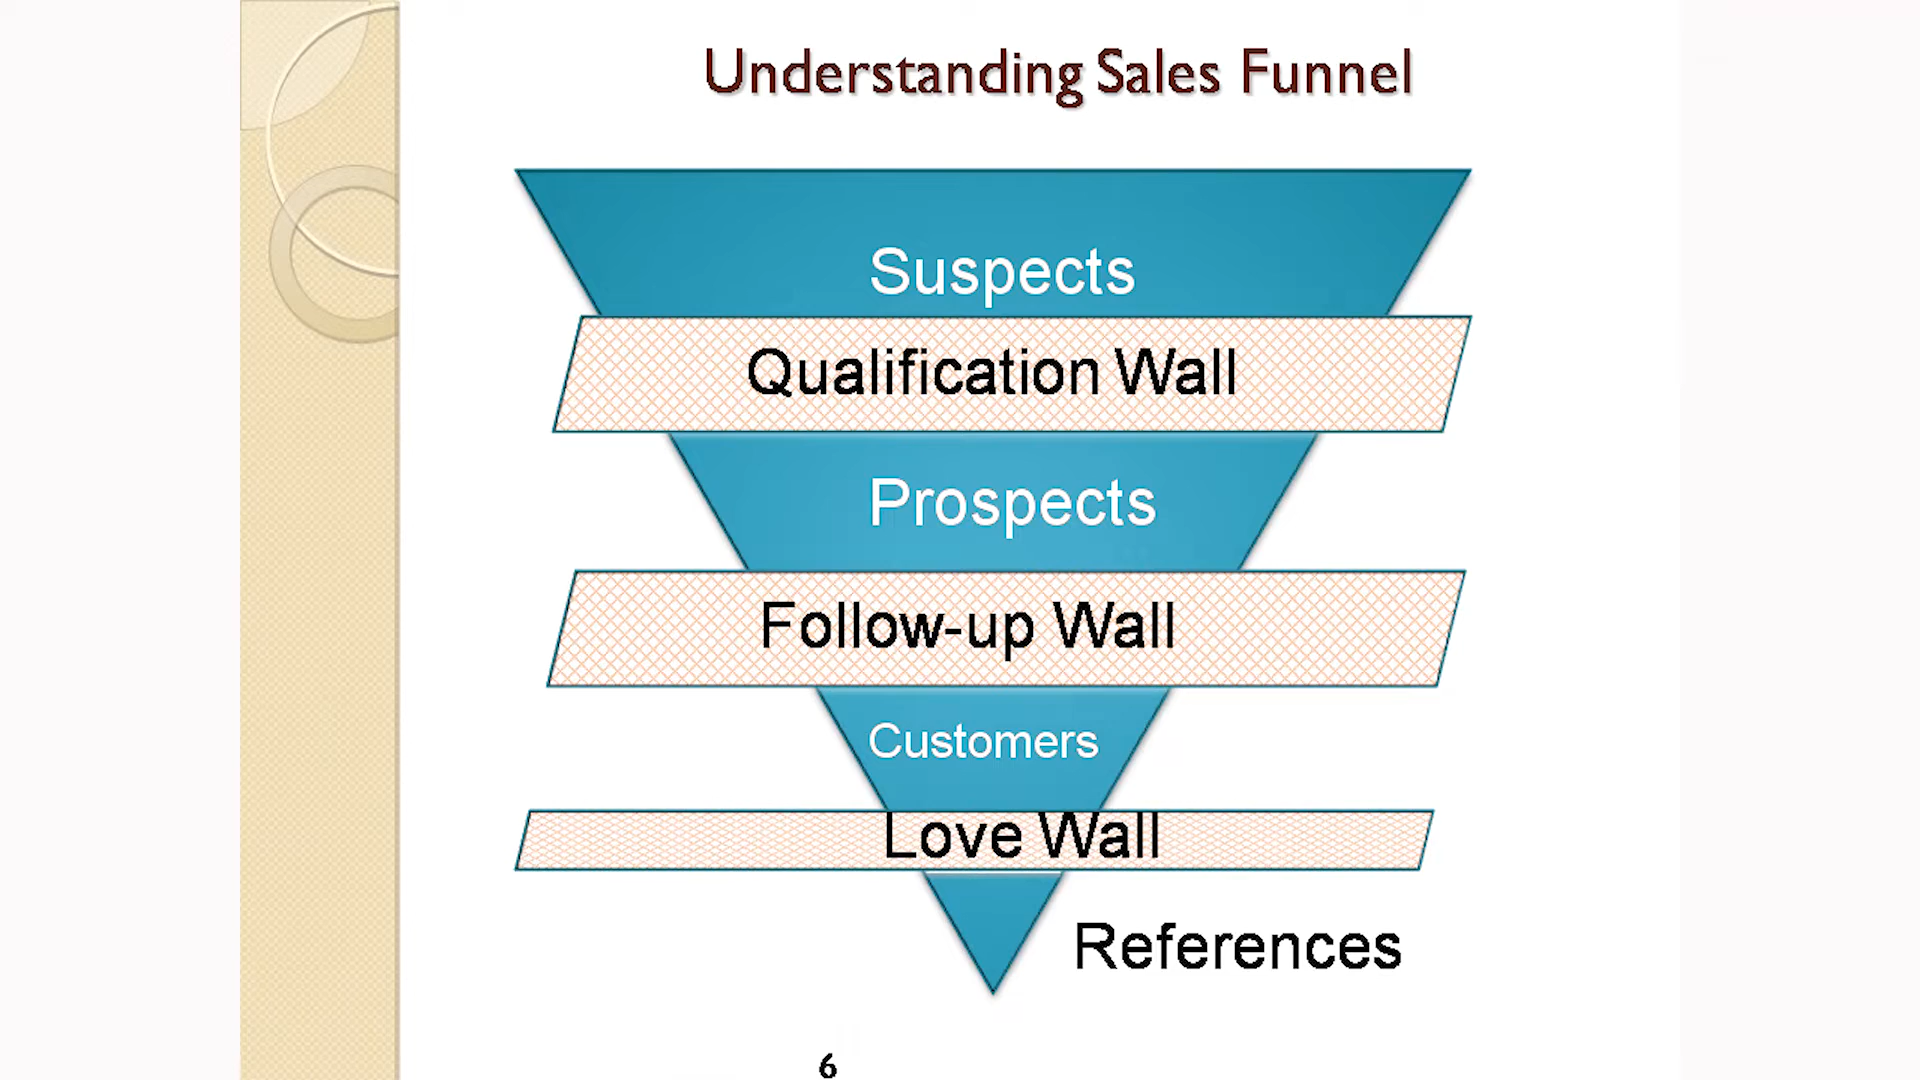 Understanding Sales Funnel
Suspects
Qualification Wall
Prospects
Follow-up Wall
Customers
Love Wall
References
6